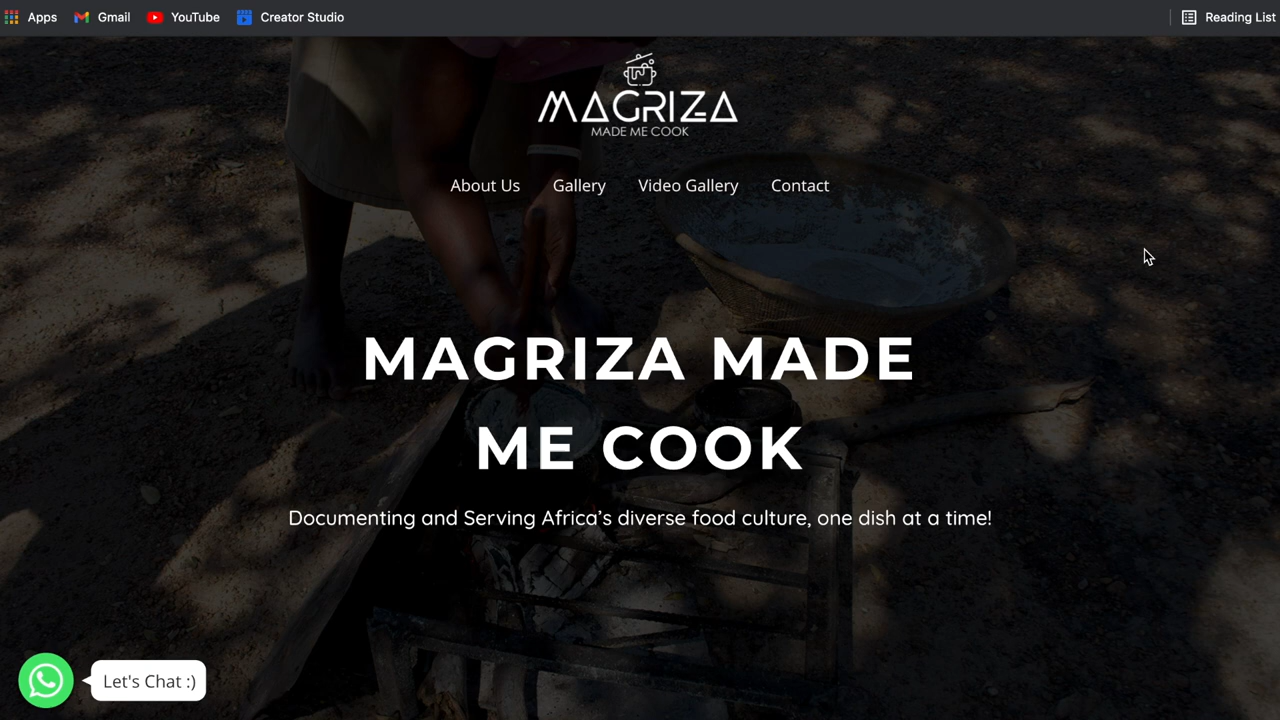 Apps Gmail YouTube Creator Studio Reading List
MAGRIZA
MADE ME COOK
About Us Gallery Video Gallery Contact
MAGRIZA MADE
ME COOK
Documenting and Serving Africa’s diverse food culture, one dish at a time!
Let's Chat :)